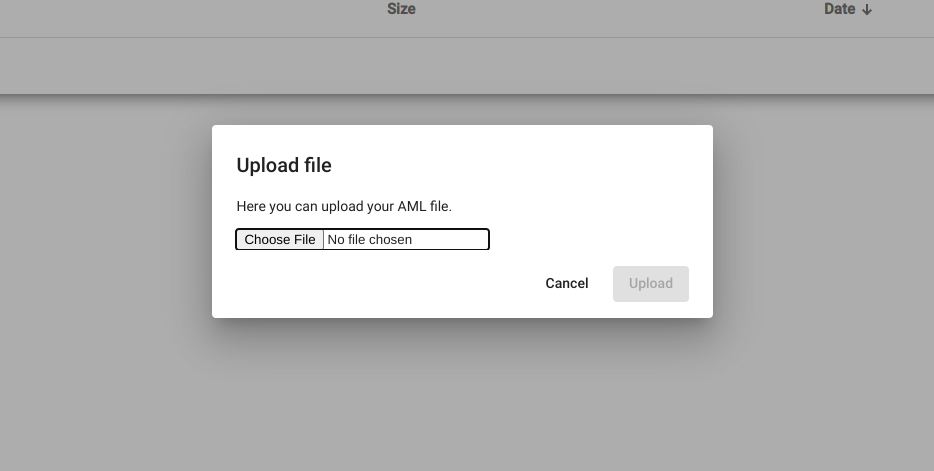 Size Date ↓
Upload file
Here you can upload your AML file.
Choose File No file chosen
Cancel Upload